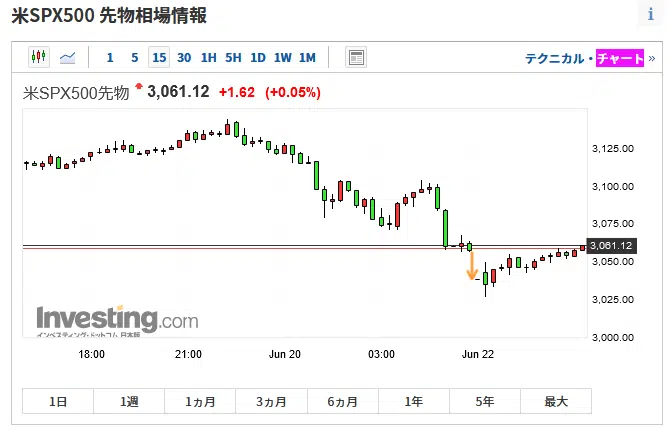 米SPX500 先物相場情報
i
1 5 15 30 1H 5H 1D 1W 1M
テクニカル・チャート »
米SPX500先物 3,061.12 +1.62 (+0.05%)
3,125.00
3,100.00
3,075.00
3,061.12
3,050.00
3,025.00
3,000.00
Investing.com
インベスティング・ドットコム 日本版
18:00 21:00 Jun 20 03:00 Jun 22
1日 1週 1ヵ月 3ヵ月 6ヵ月 1年 5年 最大